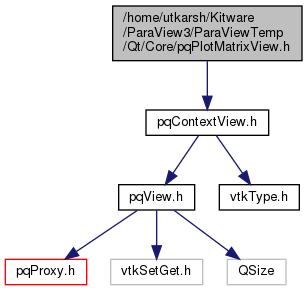 /home/utkarsh/Kitware
/ParaView3/ParaViewTemp
/Qt/Core/pqPlotMatrixView.h
pqContextView.h
pqView.h
vtkType.h
pqProxy.h
vtkSetGet.h
QSize